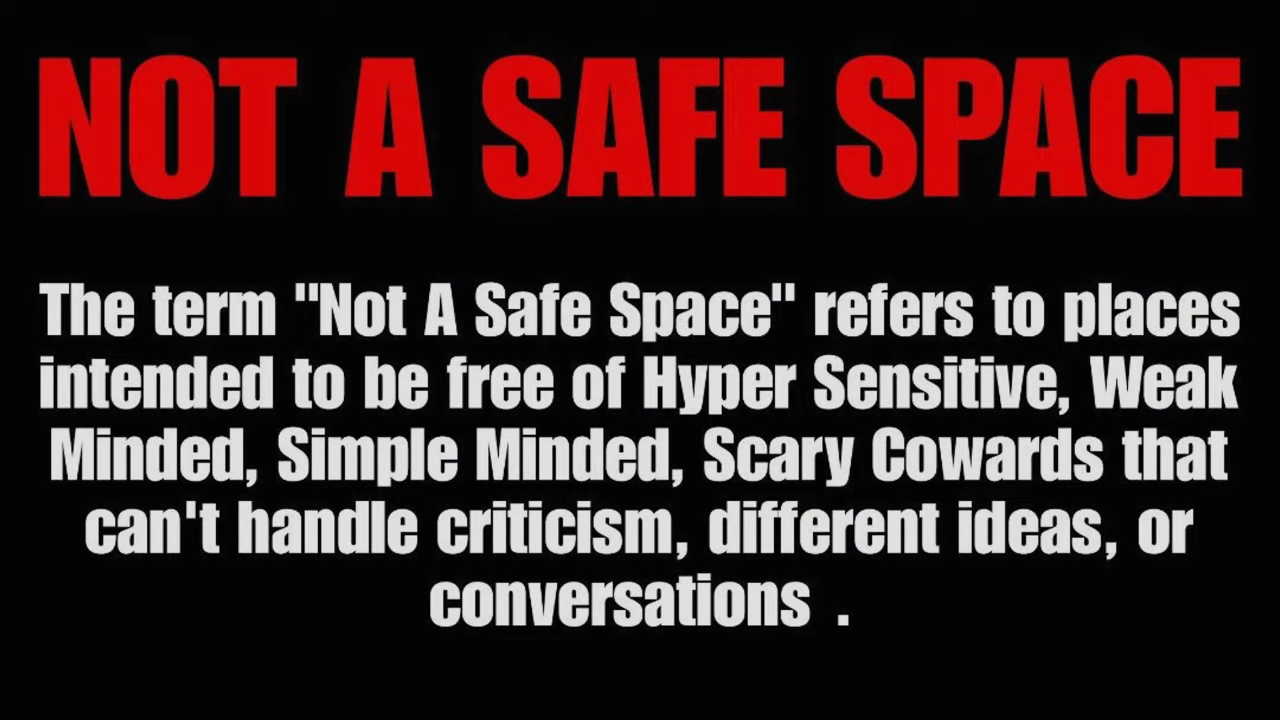 NOT A SAFE SPACE
The term "Not A Safe Space" refers to places
intended to be free of Hyper Sensitive, Weak
Minded, Simple Minded, Scary Cowards that
can't handle criticism, different ideas, or
conversations .